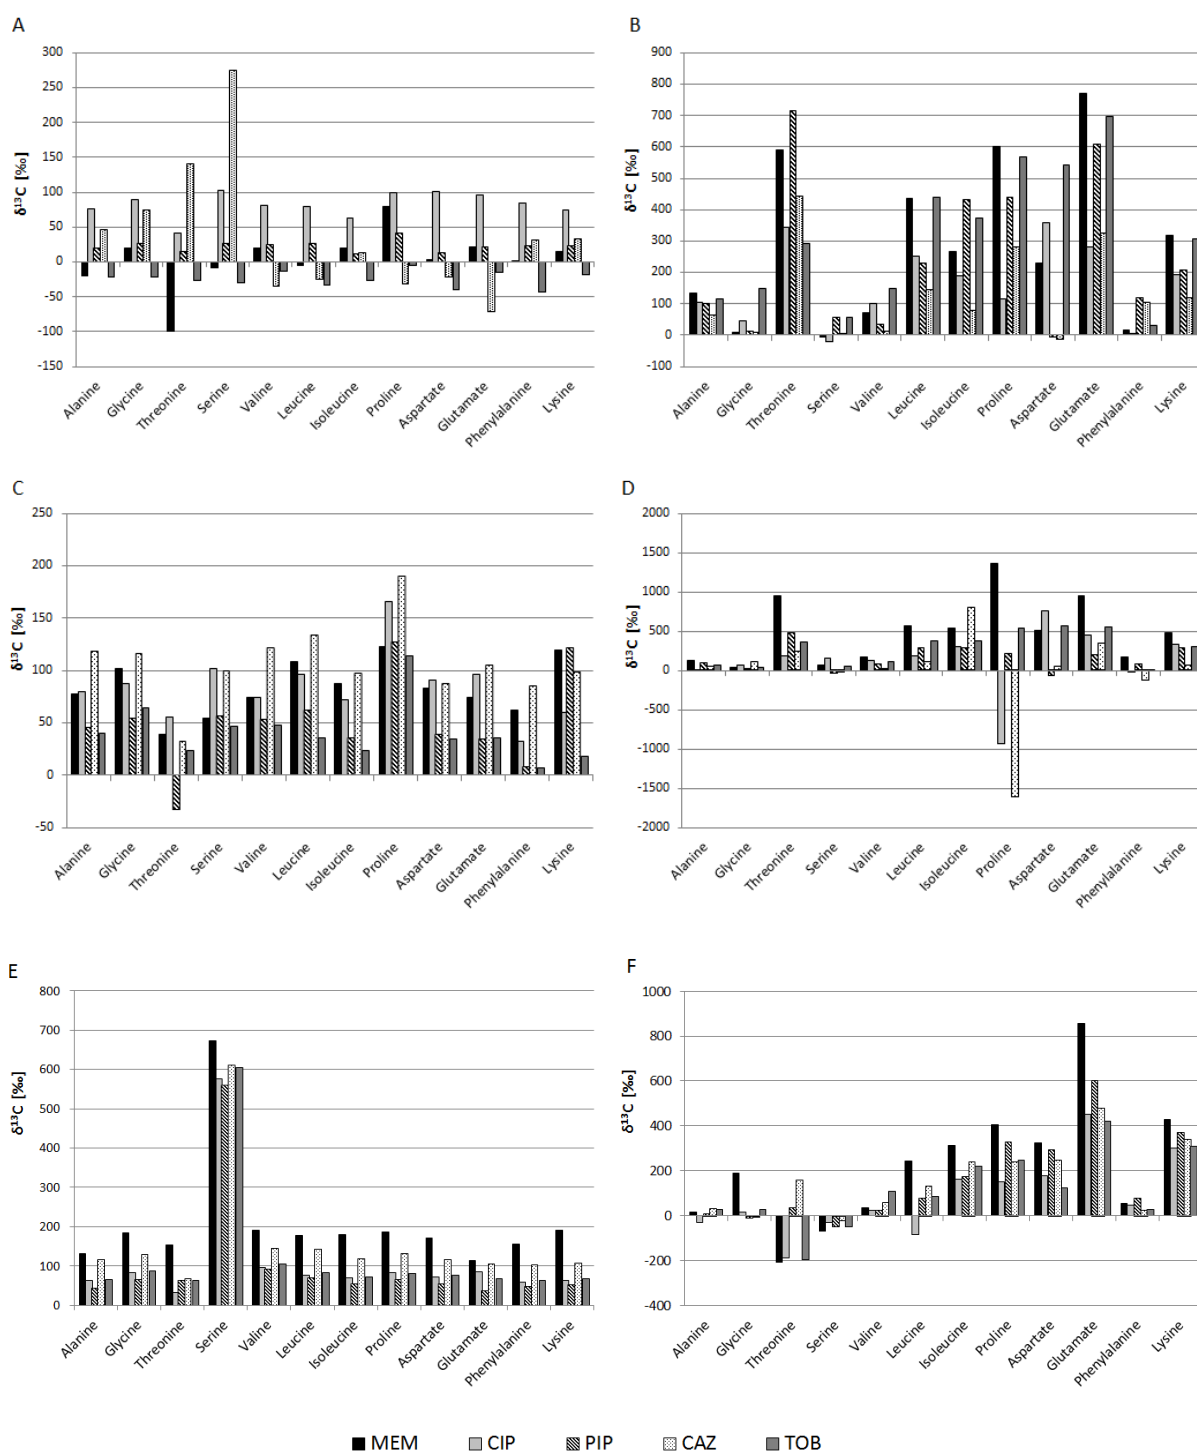 A
300
250
200
150
100
50
0
-50
-100
-150
δ¹³C [‰]
Alanine
Glycine
Threonine
Serine
Valine
Leucine
Isoleucine
Proline
Aspartate
Glutamate
Phenylalanine
Lysine
B
900
800
700
600
500
400
300
200
100
0
-100
δ¹³C [‰]
Alanine
Glycine
Threonine
Serine
Valine
Leucine
Isoleucine
Proline
Aspartate
Glutamate
Phenylalanine
Lysine
C
250
200
150
100
50
0
-50
δ¹³C [‰]
Alanine
Glycine
Threonine
Serine
Valine
Leucine
Isoleucine
Proline
Aspartate
Glutamate
Phenylalanine
Lysine
D
2000
1500
1000
500
0
-500
-1000
-1500
-2000
δ¹³C [‰]
Alanine
Glycine
Threonine
Serine
Valine
Leucine
Isoleucine
Proline
Aspartate
Glutamate
Phenylalanine
Lysine
E
800
700
600
500
400
300
200
100
0
δ¹³C [‰]
Alanine
Glycine
Threonine
Serine
Valine
Leucine
Isoleucine
Proline
Aspartate
Glutamate
Phenylalanine
Lysine
F
1000
800
600
400
200
0
-200
-400
δ¹³C [‰]
Alanine
Glycine
Threonine
Serine
Valine
Leucine
Isoleucine
Proline
Aspartate
Glutamate
Phenylalanine
Lysine
MEM CIP PIP CAZ TOB